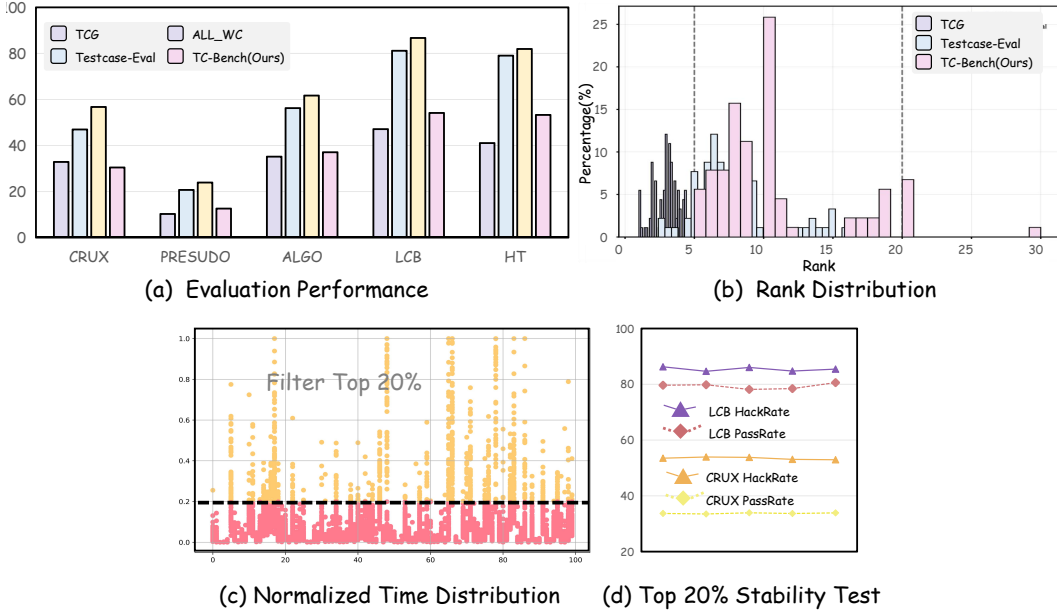 100
80
60
40
20
0
TCG
ALL_WC
Testcase-Eval
TC-Bench(Ours)
CRUX
PRESUDO
ALGO
LCB
HT
(a) Evaluation Performance
Percentage(%)
25
20
15
10
5
0
TCG
Testcase-Eval
TC-Bench(Ours)
0
5
10
15
20
25
30
Rank
(b) Rank Distribution
1.0
0.8
0.6
0.4
0.2
0.0
Filter Top 20%
0
20
40
60
80
100
(c) Normalized Time Distribution
100
80
60
40
20
LCB HackRate
LCB PassRate
CRUX HackRate
CRUX PassRate
(d) Top 20% Stability Test